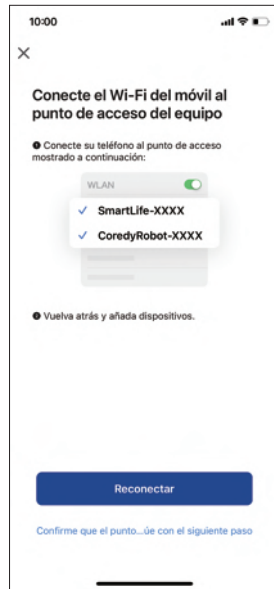 10:00
Conecte el Wi-Fi del móvil al
punto de acceso del equipo
❶ Conecte su teléfono al punto de acceso
mostrado a continuación:
WLAN
SmartLife-XXXX
CoredyRobot-XXXX
❶ Vuelva atrás y añada dispositivos.
Reconectar
Confirme que el punto...úe con el siguiente paso